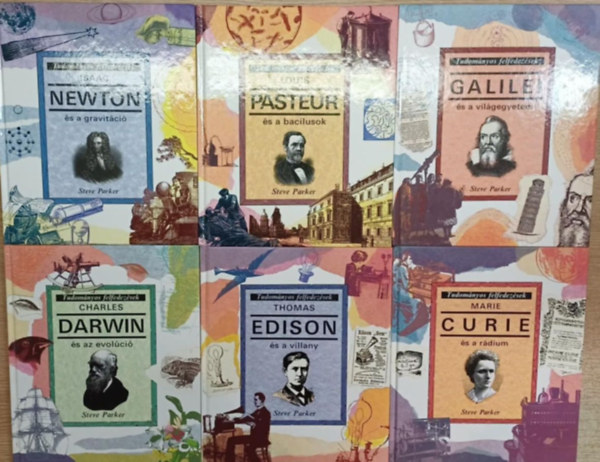 ISAAC
NEWTON
és a gravitáció
Steve Parker
LOUIS
PASTEUR
és a bacilusok
Steve Parker
Tudományos felfedezések
GALILEI
és a világegyetem
Steve Parker
Tudományos felfedezések
CHARLES
DARWIN
és az evolúció
Steve Parker
Tudományos felfedezések
THOMAS
EDISON
és a villany
Steve Parker
Tudományos felfedezések
MARIE
CURIE
és a rádium
Steve Parker